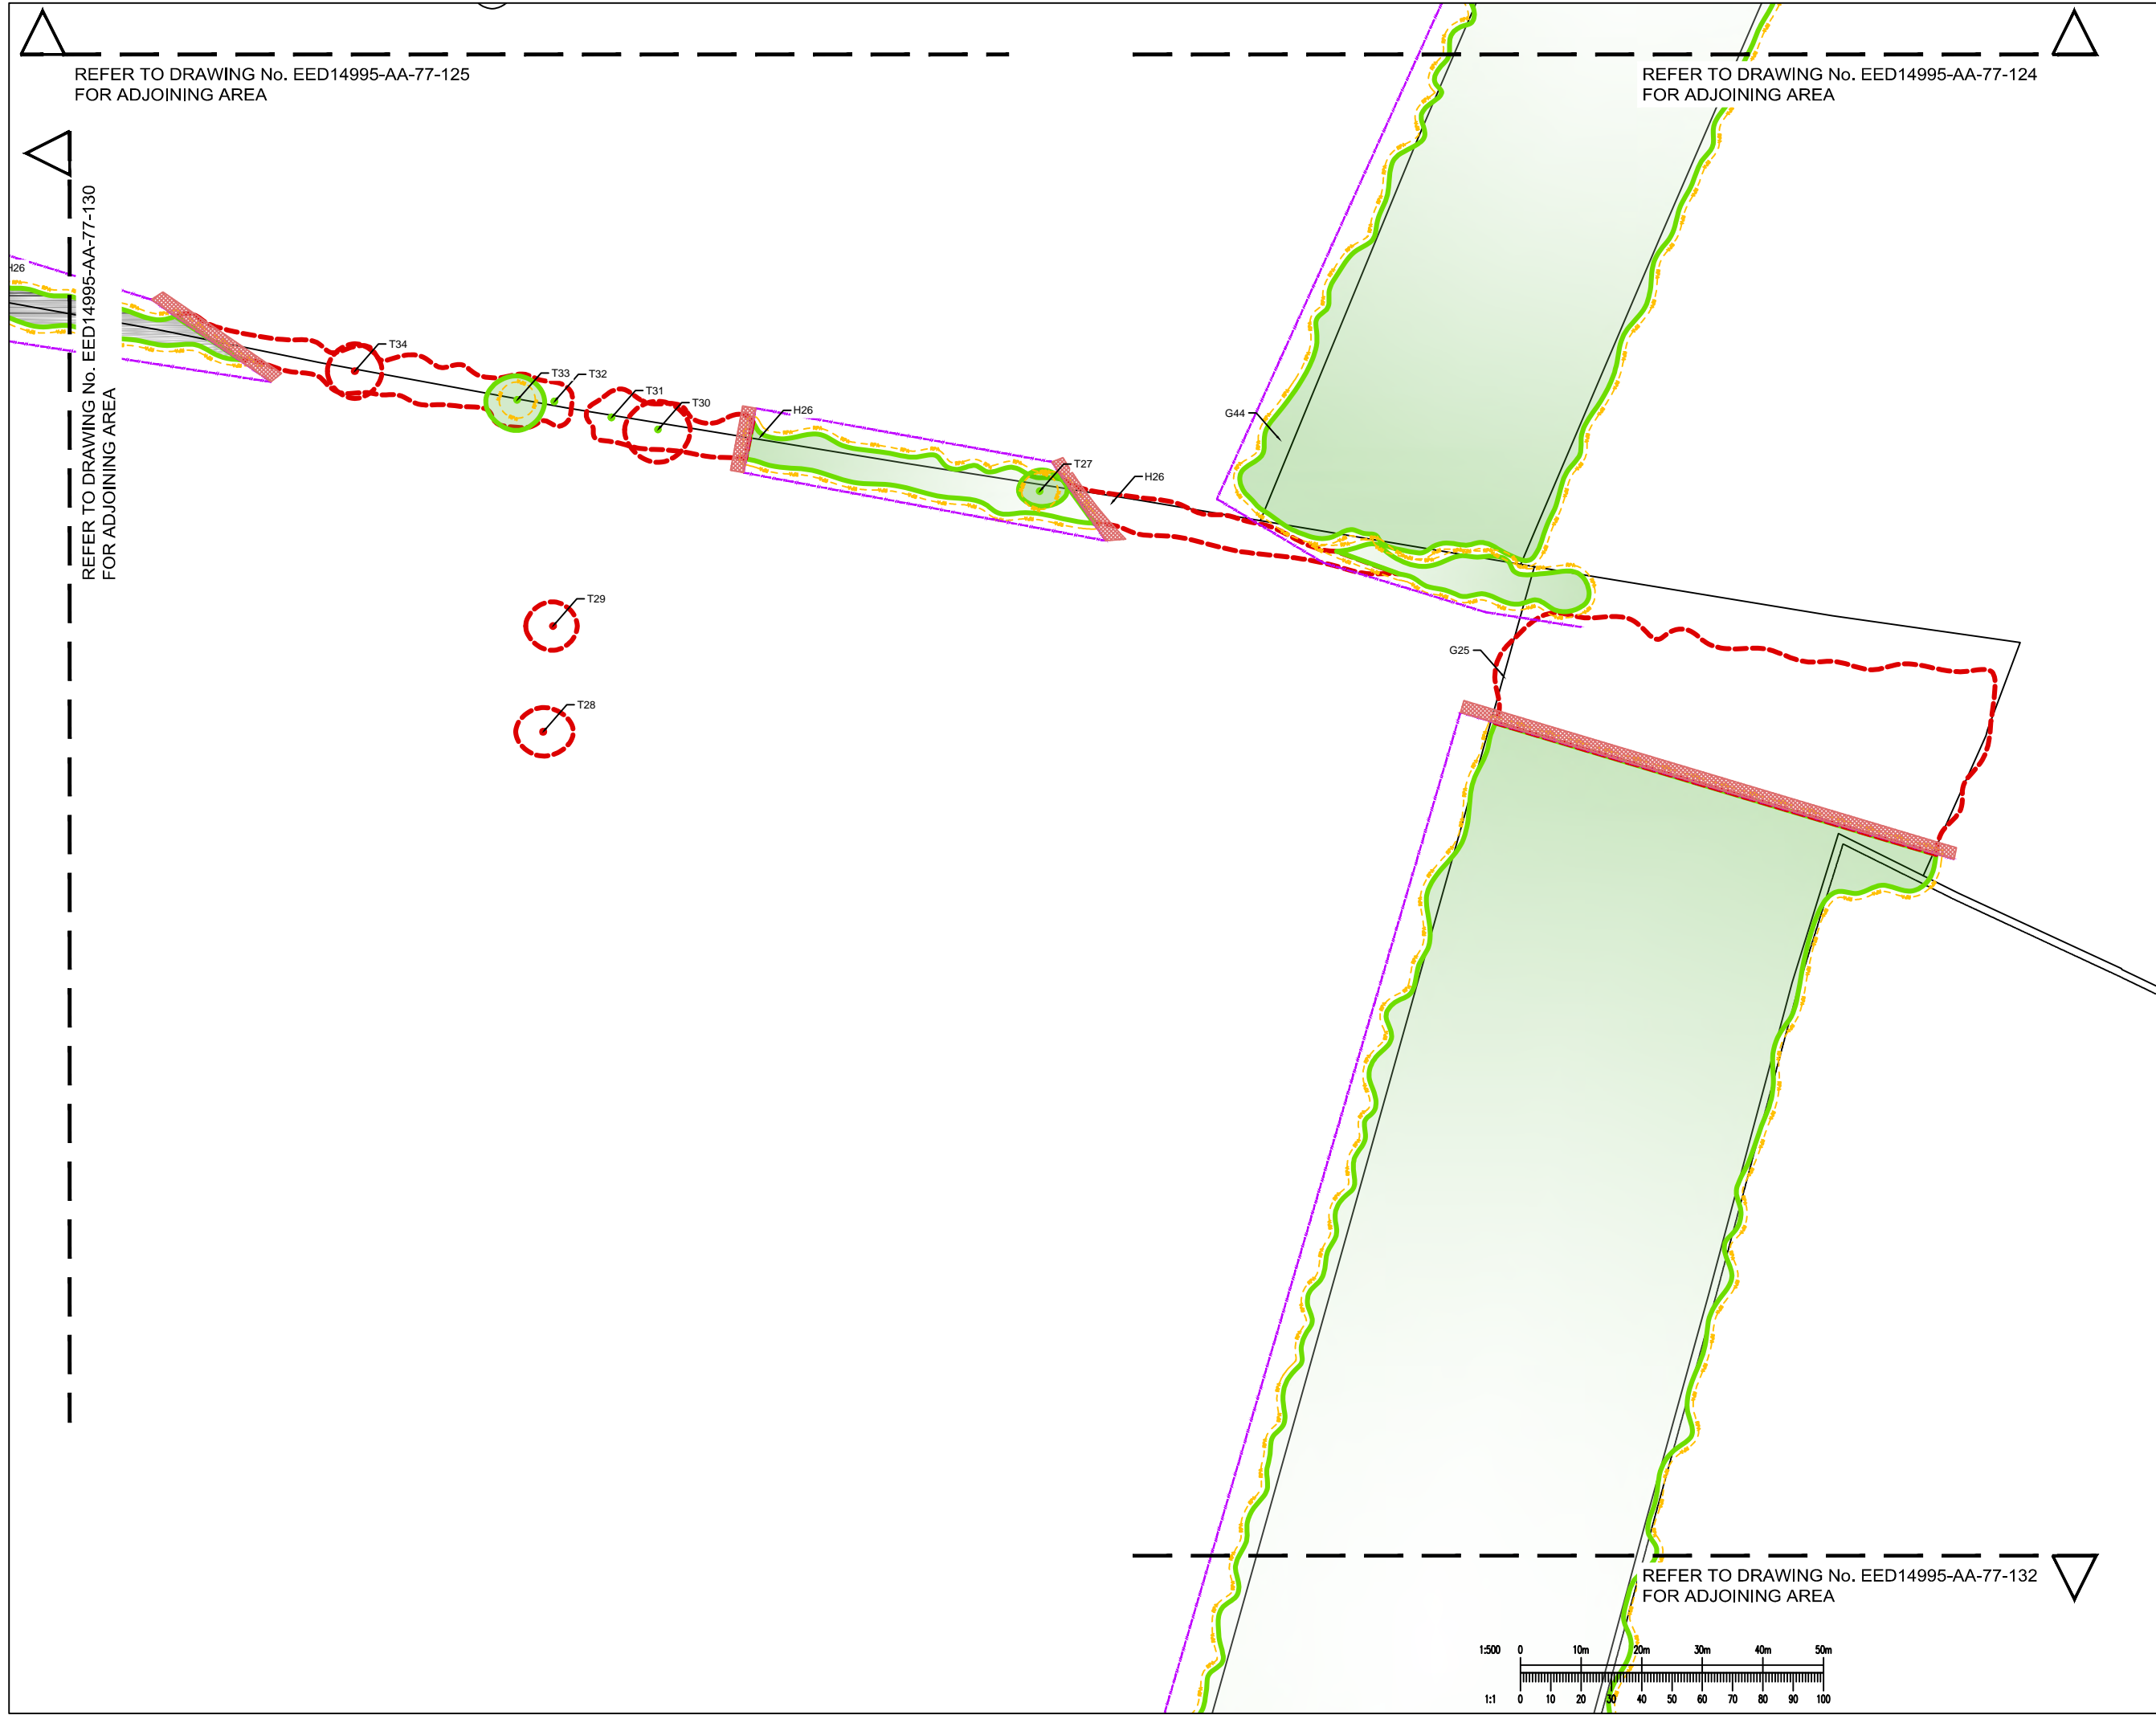 REFER TO DRAWING No. EED14995-AA-77-125
FOR ADJOINING AREA
REFER TO DRAWING No. EED14995-AA-77-124
FOR ADJOINING AREA
REFER TO DRAWING No. EED14995-AA-77-130
FOR ADJOINING AREA
H26
T34
T33
T32
T31
T30
H26
T27
H26
G44
T29
T28
G25
REFER TO DRAWING No. EED14995-AA-77-132
FOR ADJOINING AREA
1:500 0 10m 20m 30m 40m 50m
1:1 0 10 20 30 40 50 60 70 80 90 100